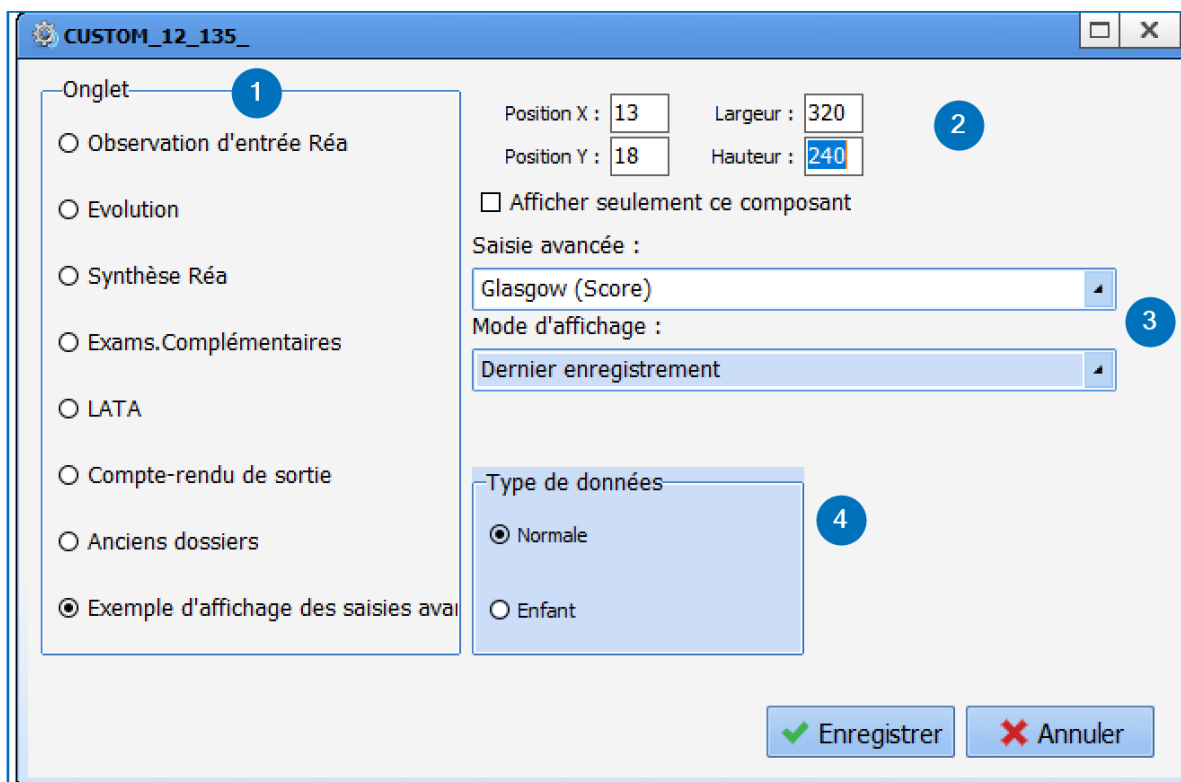 CUSTOM_12_135_
Onglet
1
Observation d'entrée Réa
Evolution
Synthèse Réa
Exams.Complémentaires
LATA
Compte-rendu de sortie
Anciens dossiers
Exemple d'affichage des saisies avai
Position X : 13 Largeur : 320
Position Y : 18 Hauteur : 240
2
Afficher seulement ce composant
Saisie avancée :
Glasgow (Score)
Mode d'affichage :
Dernier enregistrement
3
Type de données
Normale
Enfant
4
Enregistrer Annuler